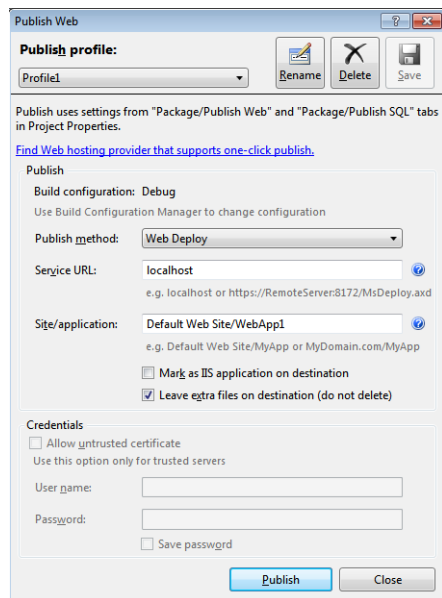 Publish Web
Publish profile:
Profile1
Rename
Delete
Save
Publish uses settings from "Package/Publish Web" and "Package/Publish SQL" tabs
in Project Properties.
Find Web hosting provider that supports one-click publish.
Publish
Build configuration: Debug
Use Build Configuration Manager to change configuration
Publish method: Web Deploy
Service URL: localhost
e.g. localhost or https://RemoteServer:8172/MsDeploy.axd
Site/application: Default Web Site/WebApp1
e.g. Default Web Site/MyApp or MyDomain.com/MyApp
Mark as IIS application on destination
Leave extra files on destination (do not delete)
Credentials
Allow untrusted certificate
Use this option only for trusted servers
User name:
Password:
Save password
Publish
Close